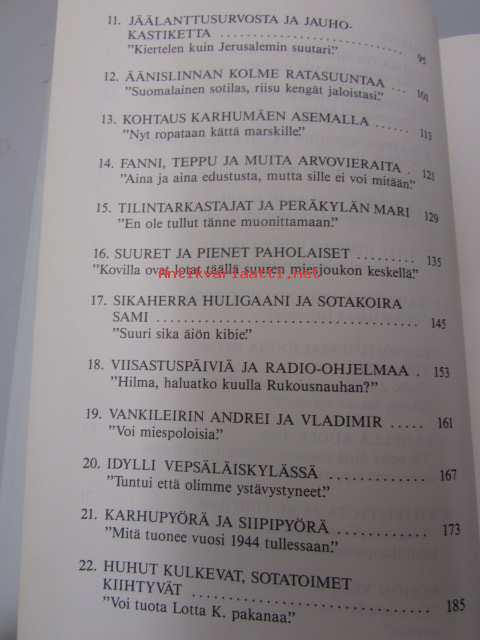 11. JÄÄLANTTUSURVOSTA JA JAUHO-
KASTIKETTA . . . . . . . . . . . . . . . . . . . . 95
"Kiertelen kuin Jerusalemin suutari."
12. ÄÄNISLINNAN KOLME RATASUUNTAA . . . 101
"Suomalainen sotilas, riisu kengät jaloistasi."
13. KOHTAUS KARHUMÄEN ASEMALLA . . . . . . 113
"Nyt ropataan kättä marskille."
14. FANNI, TEPPU JA MUITA ARVOVIERAITA . 121
"Aina ja aina edustusta, mutta sille ei voi mitään."
15. TILINTARKASTAJAT JA PERÄKYLÄN MARI 129
"En ole tullut tänne muonittamaan."
16. SUURET JA PIENET PAHOLAISET . . . . . . . . 135
"Kovilla ovat lotat täällä suuren miesjoukon keskellä."
Antikvariaatti.net
17. SIKAHERRA HULIGAANI JA SOTAKOIRA
SAMI . . . . . . . . . . . . . . . . . . . . . . . . . . 145
"Suuri sika äiön kibie."
18. VIISASTUSPÄIVIÄ JA RADIO-OHJELMAA . 153
"Hilma, haluatko kuulla Rukousnauhan?"
19. VANKILEIRIN ANDREI JA VLADIMIR . . . . . 161
"Voi miespoloisia."
20. IDYLLI VEPSÄLÄISKYLÄSSÄ . . . . . . . . . . . . . 167
"Tuntui että olimme ystävystyneet."
21. KARHUPYÖRÄ JA SIIPIPYÖRÄ . . . . . . . . . . . . 173
"Mitä tuonee vuosi 1944 tullessaan."
22. HUHUT KULKEVAT, SOTATOIMET
KIIHTYVÄT . . . . . . . . . . . . . . . . . . . . . . . . 185
"Voi tuota Lotta K. pakanaa."